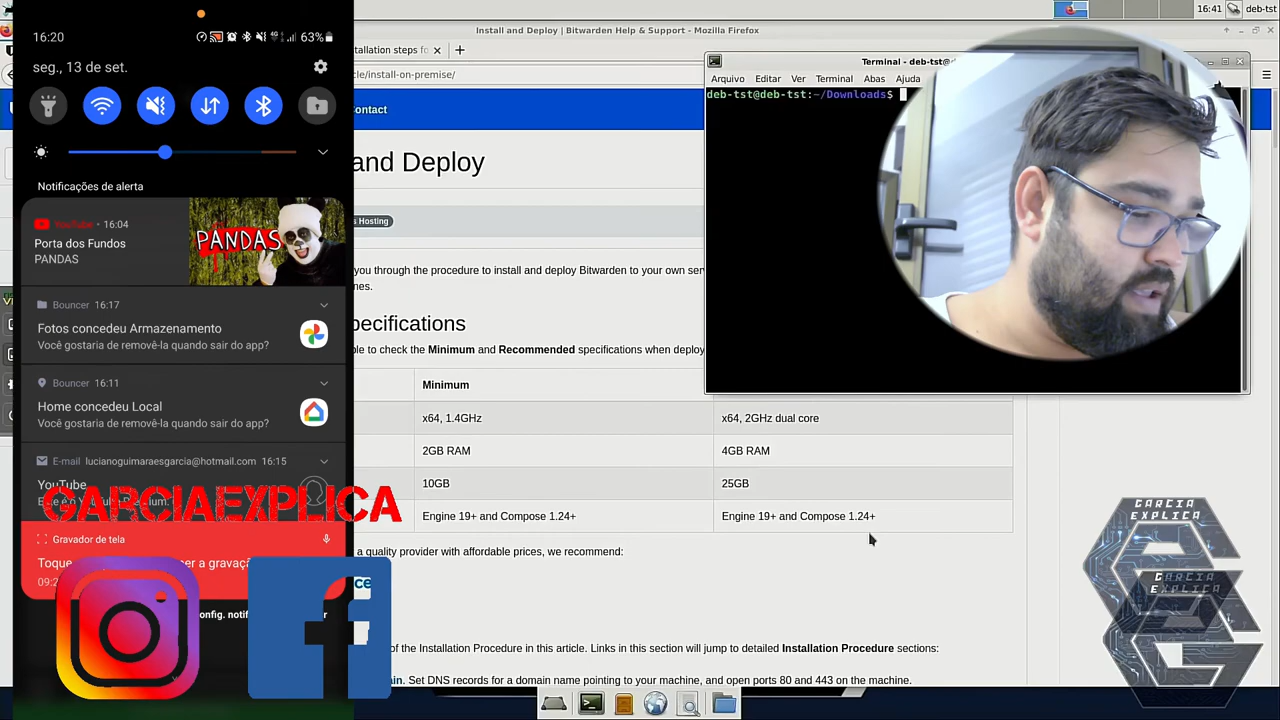 16:20
63%
seg., 13 de set.
Notificações de alerta
YouTube • 16:04
Porta dos Fundos
PANDAS
PANDAS
Bouncer 16:17
Fotos concedeu Armazenamento
Você gostaria de removê-la quando sair do app?
Bouncer 16:11
Home concedeu Local
Você gostaria de removê-la quando sair do app?
E-mail lucianoguimaraesgarcia@hotmail.com 16:15
YouTube
GARCIAEXPLICA
Gravador de tela
Toque
er a gravaç
onfig. notif
Install and Deploy | Bitwarden Help & Support - Mozilla Firefox
16:41 deb-tst
tallation steps fo
cle/install-on-premise/
Contact
and Deploy
s Hosting
you through the procedure to install and deploy Bitwarden to your own ser
mes.
pecifications
ble to check the Minimum and Recommended specifications when deploy
Minimum
x64, 1.4GHz x64, 2GHz dual core
2GB RAM 4GB RAM
10GB 25GB
Engine 19+ and Compose 1.24+ Engine 19+ and Compose 1.24+
a quality provider with affordable prices, we recommend:
ce
of the Installation Procedure in this article. Links in this section will jump to detailed Installation Procedure sections:
in. Set DNS records for a domain name pointing to your machine, and open ports 80 and 443 on the machine.
Terminal - deb-tst@
Arquivo Editar Ver Terminal Abas Ajuda
deb-tst@deb-tst:~/Downloads$
GARCIA
EXPLICA
GARCIA
EXPLICA